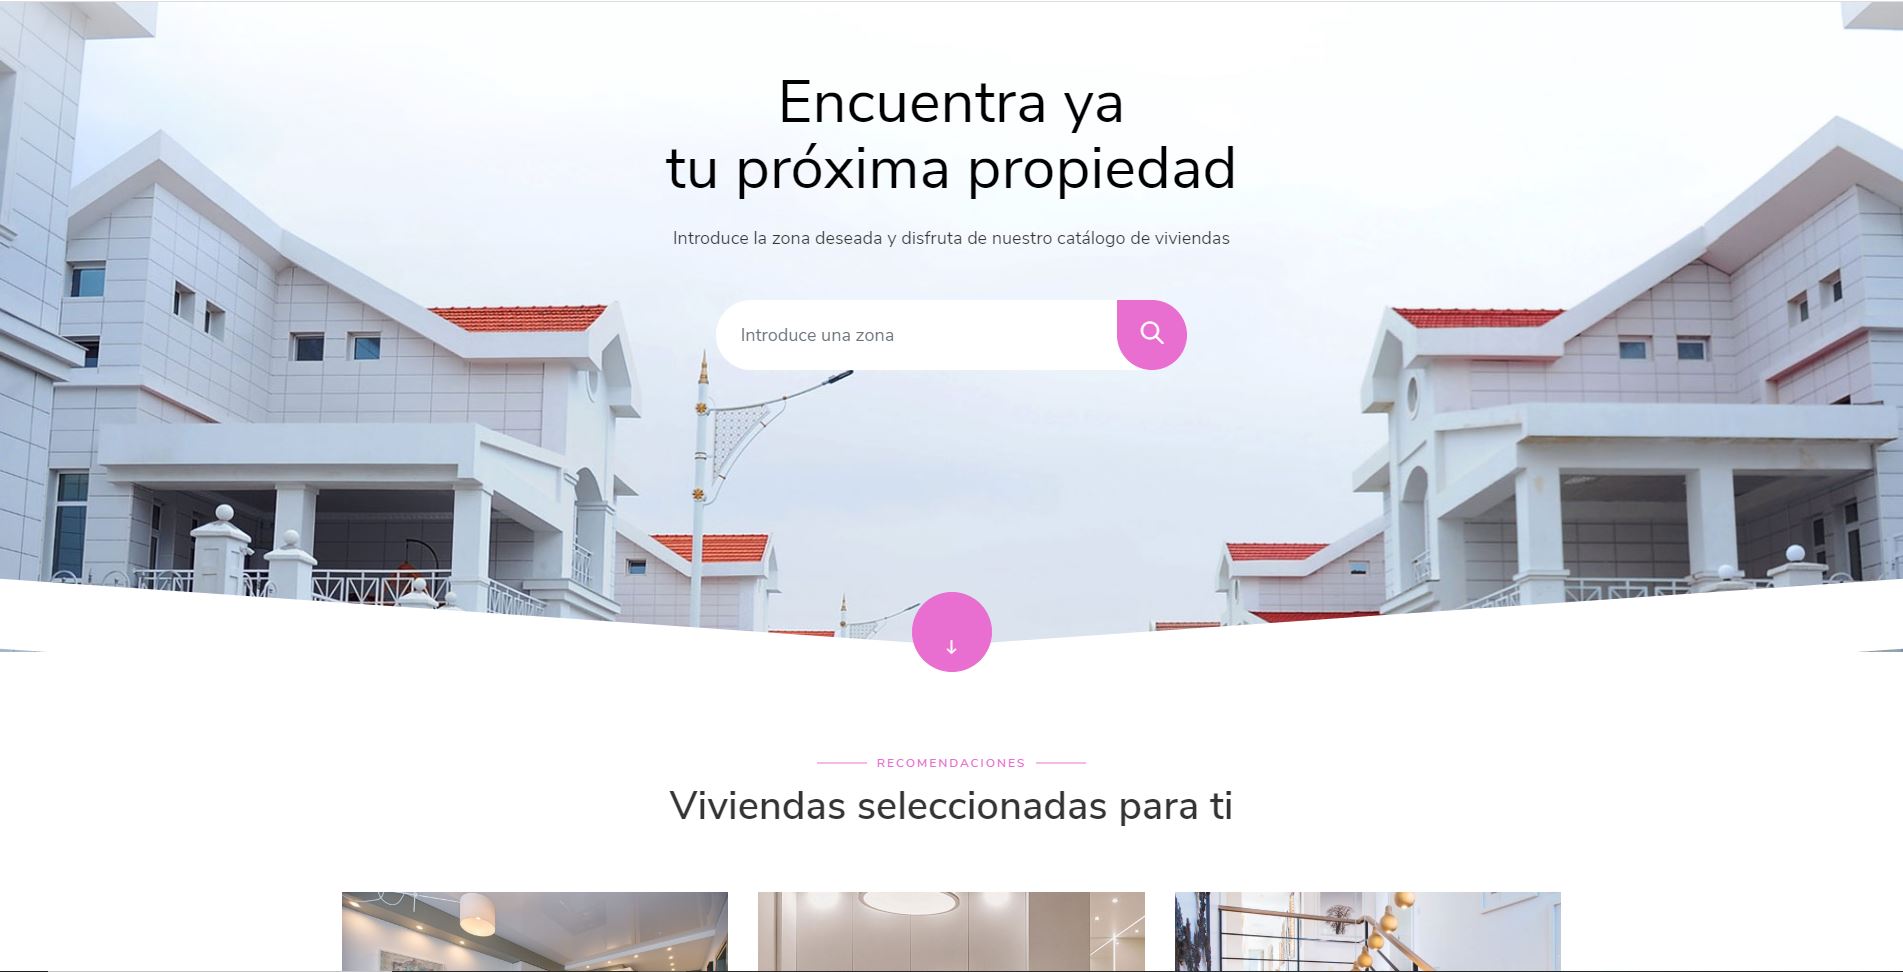 Encuentra ya
tu próxima propiedad
Introduce la zona deseada y disfruta de nuestro catálogo de viviendas
Introduce una zona
RECOMENDACIONES
Viviendas seleccionadas para ti